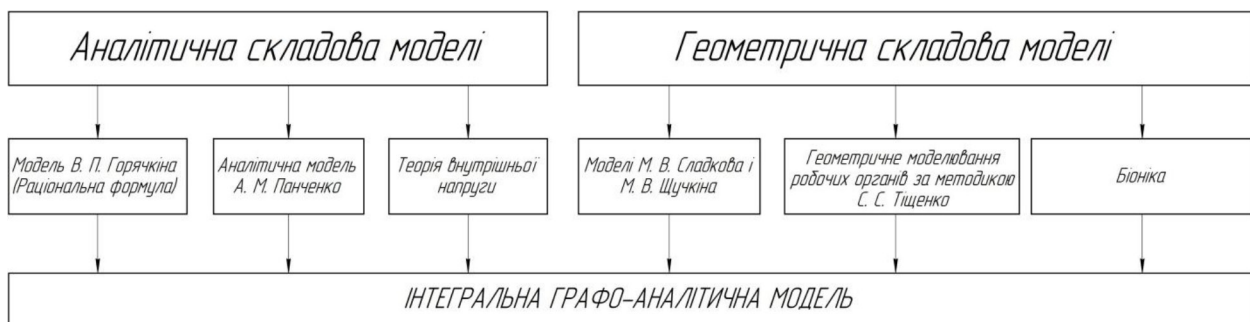 Аналітична складова моделі
Геометрична складова моделі
Модель В. П. Горячкіна
(Раціональна формула)
Аналітична модель
А. М. Панченко
Теорія внутрішньої
напруги
Моделі М. В. Сладкова і
М. В. Щучкіна
Геометричне моделювання
робочих органів за методикою
С. С. Тіщенко
Біоніка
ІНТЕГРАЛЬНА ГРАФО-АНАЛІТИЧНА МОДЕЛЬ